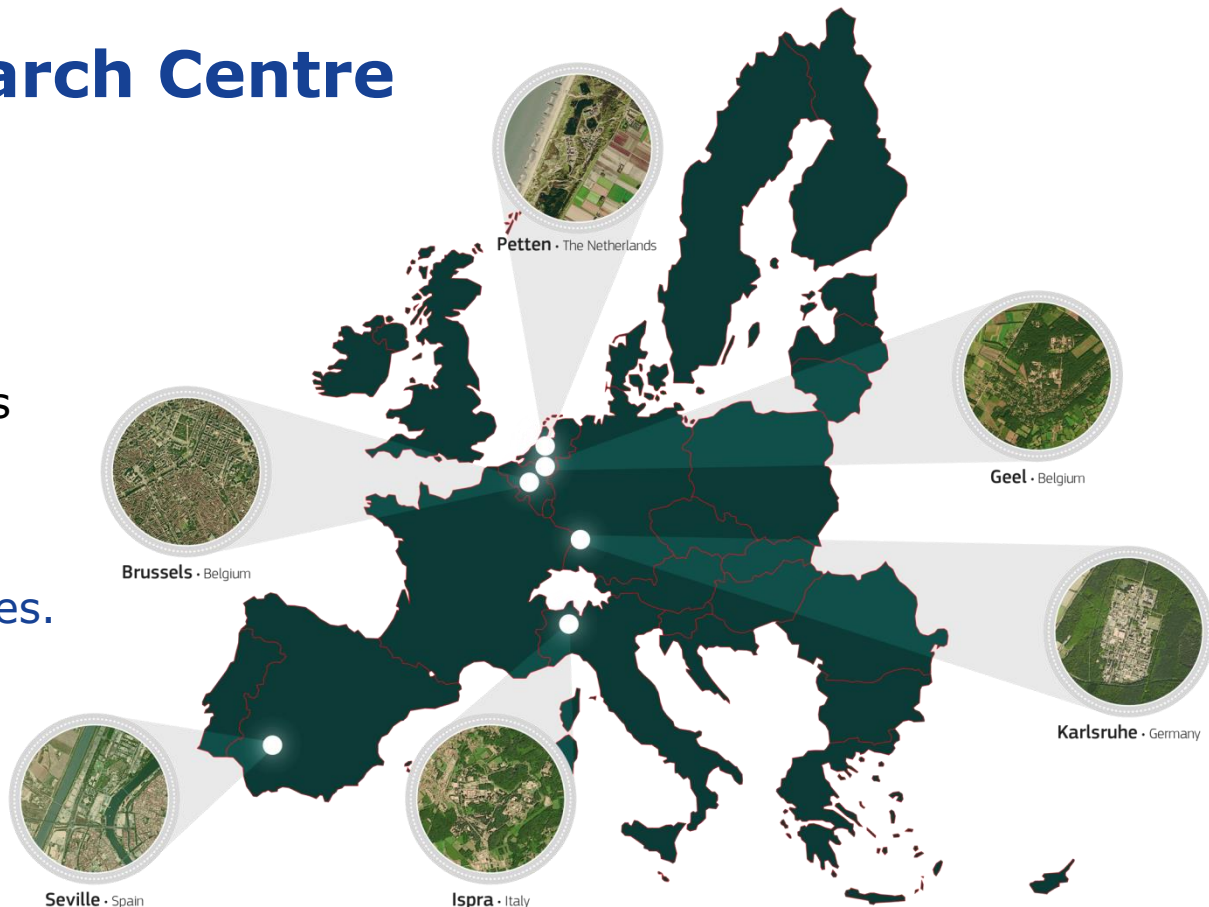 arch Centre
Petten · The Netherlands
s
Geel · Belgium
Brussels · Belgium
es.
Karlsruhe · Germany
Seville · Spain
Ispra · Italy